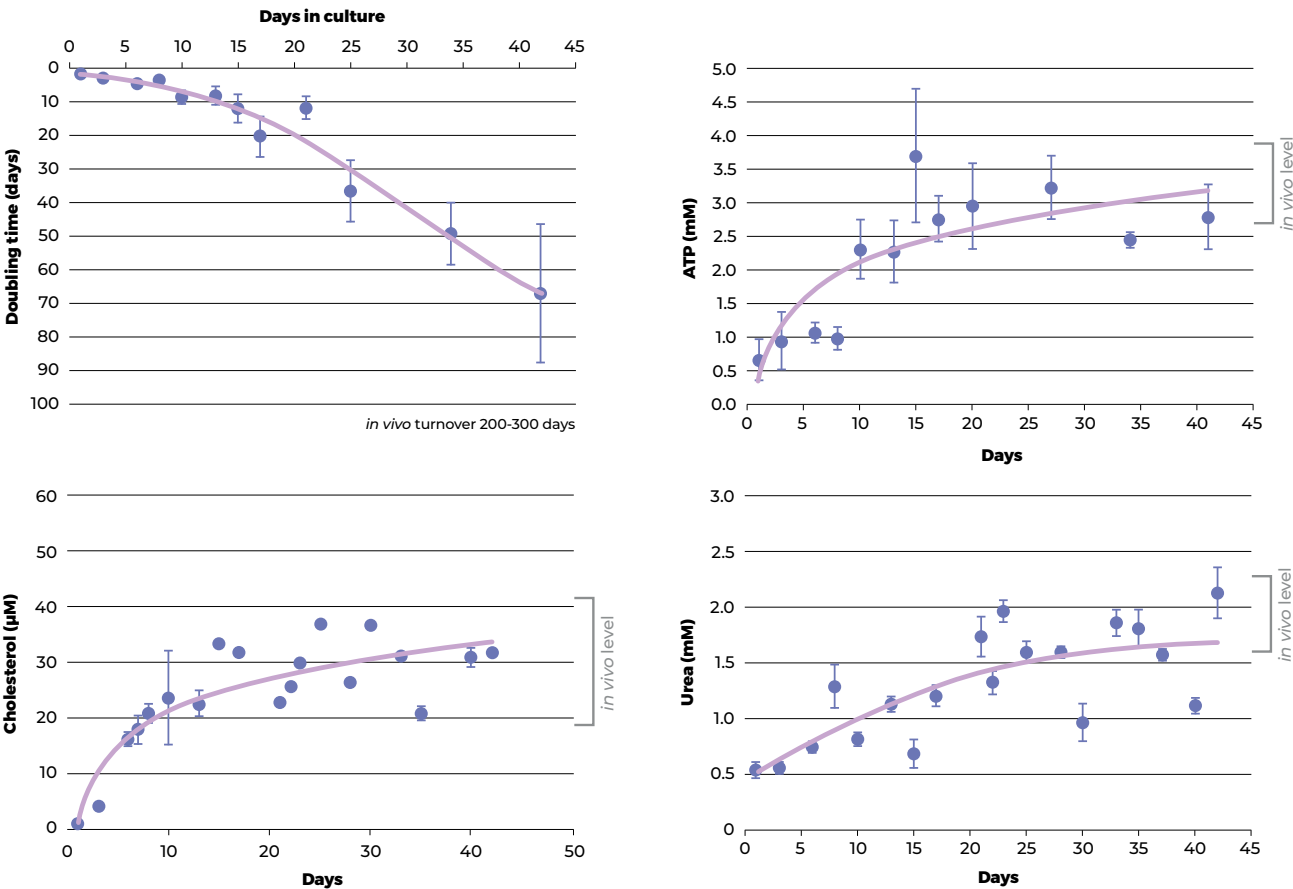 Days in culture
0 5 10 15 20 25 30 35 40 45
Doubling time (days)
0
10
20
30
40
50
60
70
80
90
100
in vivo turnover 200-300 days
ATP (mM)
5.0
4.5
4.0
3.5
3.0
2.5
2.0
1.5
1.0
0.5
0.0
0 5 10 15 20 25 30 35 40 45
Days
in vivo level
Cholesterol (µM)
60
50
40
30
20
10
0
0 10 20 30 40 50
Days
in vivo level
Urea (mM)
3.0
2.5
2.0
1.5
1.0
0.5
0
0 5 10 15 20 25 30 35 40 45
Days
in vivo level